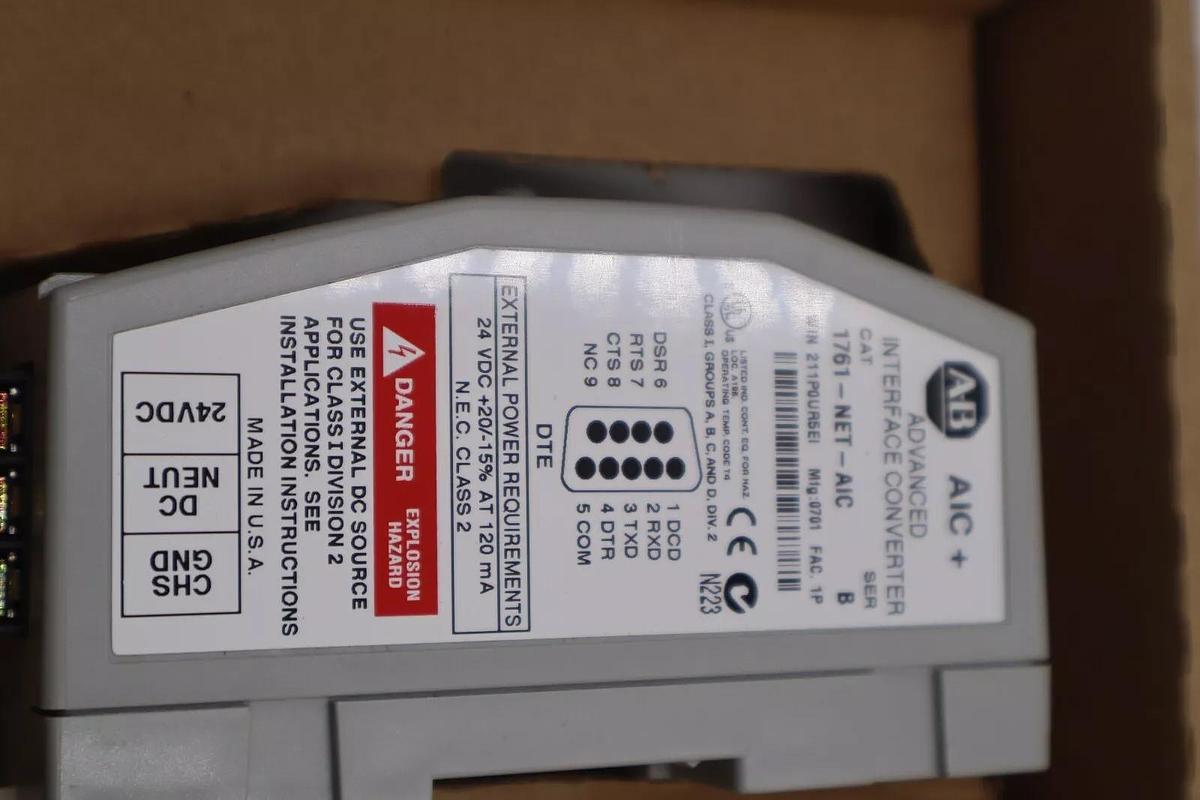 AB
AIC +
ADVANCED
INTERFACE CONVERTER
CAT SER
1761-NET-AIC B
211P0UR5EI Mfg:0701 FAC. 1P
UL US
LISTED IND. CONT. EQ. FOR HAZ.
LOC. A196
OPERATING TEMP. CODE T4
CLASS I, GROUPS A, B, C, AND D, DIV. 2
CE
N223
DSR 6
RTS 7
CTS 8
NC 9
1 DCD
2 RXD
3 TXD
4 DTR
5 COM
DTE
EXTERNAL POWER REQUIREMENTS
24 VDC +20/-15% AT 120 mA
N.E.C. CLASS 2
DANGER
EXPLOSION
HAZARD
USE EXTERNAL DC SOURCE
FOR CLASS I DIVISION 2
APPLICATIONS. SEE
INSTALLATION INSTRUCTIONS
MADE IN U.S.A.
24VDC
DC
NEUT
CHS
GND